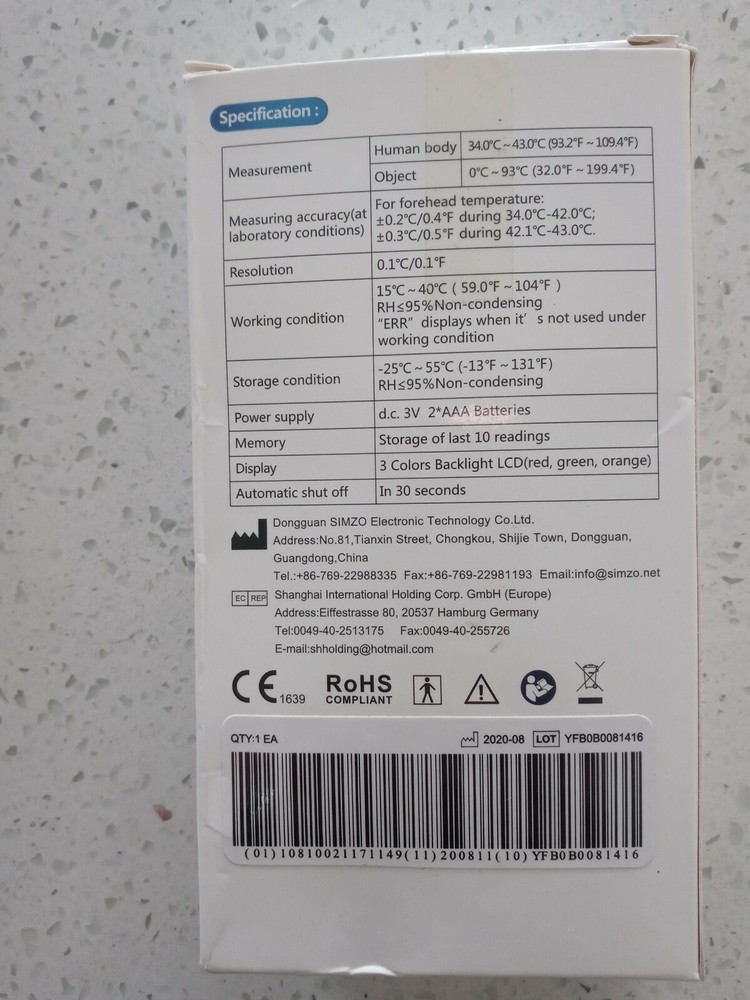 Specification :
Measurement
Human body 34.0℃~43.0℃ (93.2℉~109.4℉)
Object 0℃~93℃ (32.0℉~199.4℉)
Measuring accuracy(at
laboratory conditions)
For forehead temperature:
±0.2℃/0.4℉ during 34.0℃-42.0℃;
±0.3℃/0.5℉ during 42.1℃-43.0℃.
Resolution 0.1℃/0.1℉
Working condition
15℃~40℃ ( 59.0℉~104℉ )
RH≤95%Non-condensing
“ERR” displays when it’ s not used under
working condition
Storage condition
-25℃~55℃ (-13℉~131℉)
RH≤95%Non-condensing
Power supply d.c. 3V 2*AAA Batteries
Memory Storage of last 10 readings
Display 3 Colors Backlight LCD(red, green, orange)
Automatic shut off In 30 seconds
Dongguan SIMZO Electronic Technology Co.Ltd.
Address:No.81,Tianxin Street, Chongkou, Shijie Town, Dongguan,
Guangdong,China
Tel.:+86-769-22988335 Fax:+86-769-22981193 Email:info@simzo.net
EC REP Shanghai International Holding Corp. GmbH (Europe)
Address:Eiffestrasse 80, 20537 Hamburg Germany
Tel:0049-40-2513175 Fax:0049-40-255726
E-mail:shholding@hotmail.com
CE 1639 RoHS
COMPLIANT
QTY:1 EA 2020-08 LOT YFB0B0081416
(01)10810021171149(11)200811(10)YFB0B0081416